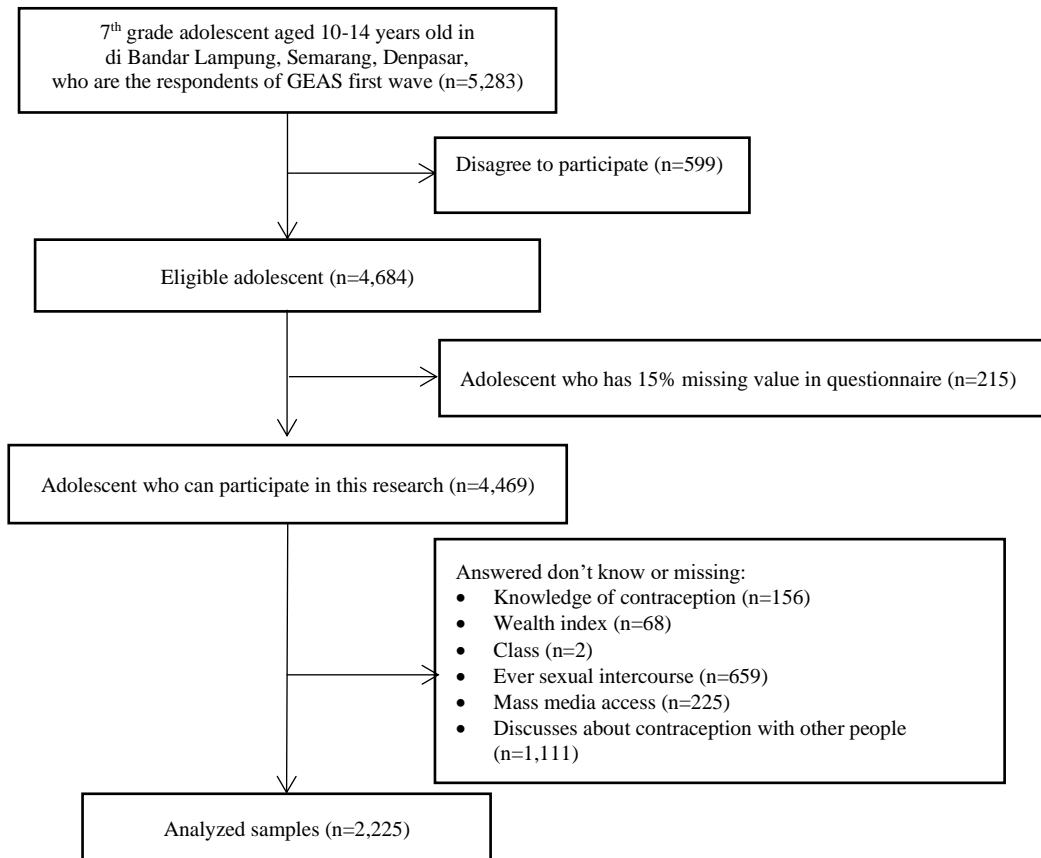 7th grade adolescent aged 10-14 years old in
di Bandar Lampung, Semarang, Denpasar,
who are the respondents of GEAS first wave (n=5,283)
Disagree to participate (n=599)
Eligible adolescent (n=4,684)
Adolescent who has 15% missing value in questionnaire (n=215)
Adolescent who can participate in this research (n=4,469)
Answered don’t know or missing:
• Knowledge of contraception (n=156)
• Wealth index (n=68)
• Class (n=2)
• Ever sexual intercourse (n=659)
• Mass media access (n=225)
• Discusses about contraception with other people
(n=1,111)
Analyzed samples (n=2,225)